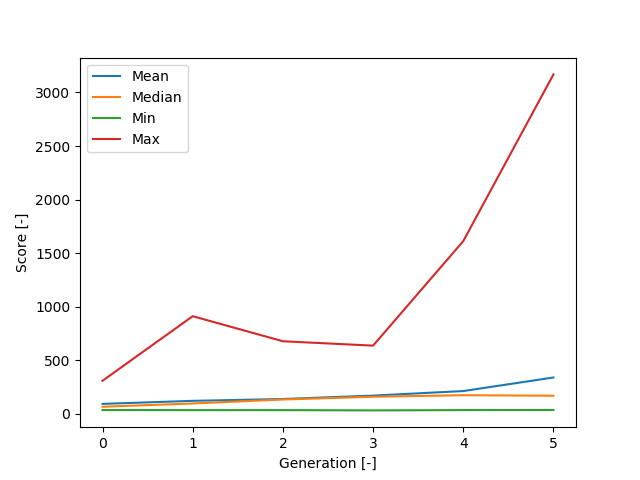 Mean
Median
Min
Max
3000
2500
2000
1500
1000
500
0
Score [-]
0 1 2 3 4 5
Generation [-]